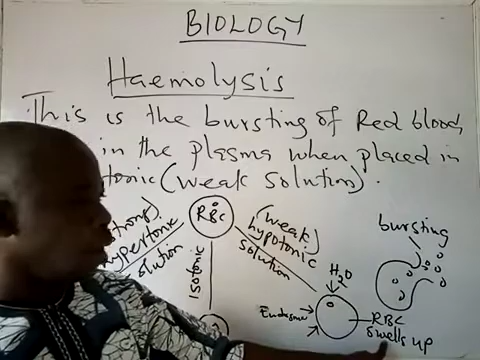 BIOLOGY
Haemolysis
This is the bursting of Red blood
in the plasma when placed in
tonic (weak solution).
RBC
(strong)
hypertonic
solution
Isotonic
(weak)
hypotonic
solution
H2O
bursting
RBC
Swells up